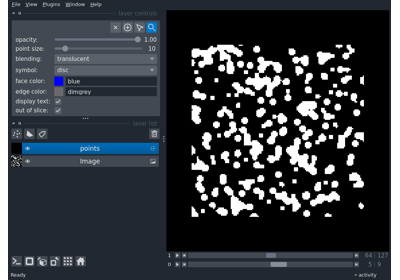 File View Plugins Window Help
layer controls
opacity: 1.00
point size: 10
blending: translucent
symbol: disc
face color: blue
edge color: dimgrey
display text:
out of slice:
layer list
points
Image
1 64 127
0 5 9
Ready activity